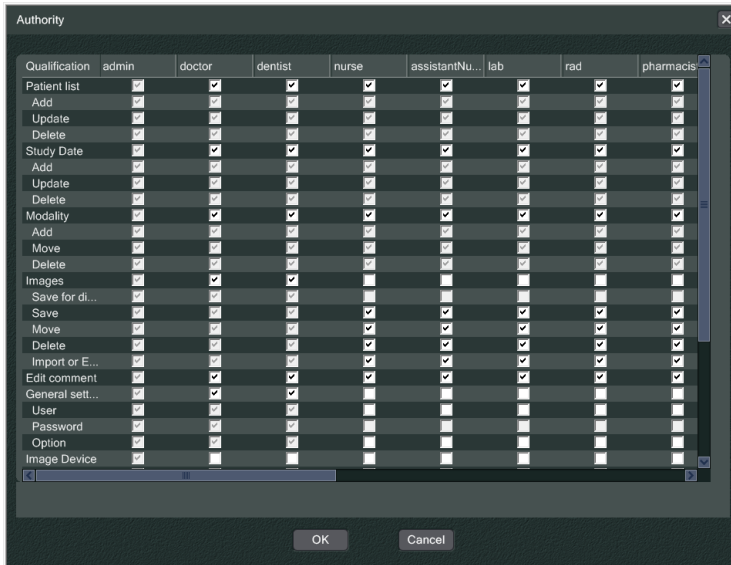 Authority
Qualification admin doctor dentist nurse assistantNu... lab rad pharmacis
Patient list
Add
Update
Delete
Study Date
Add
Update
Delete
Modality
Add
Move
Delete
Images
Save for di...
Save
Move
Delete
Import or E...
Edit comment
General sett...
User
Password
Option
Image Device
OK Cancel